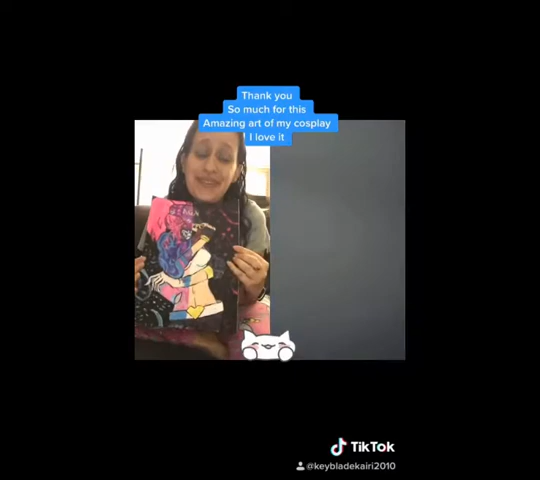 Thank you
So much for this
Amazing art of my cosplay
I love it
TikTok
@keybladekairi2010